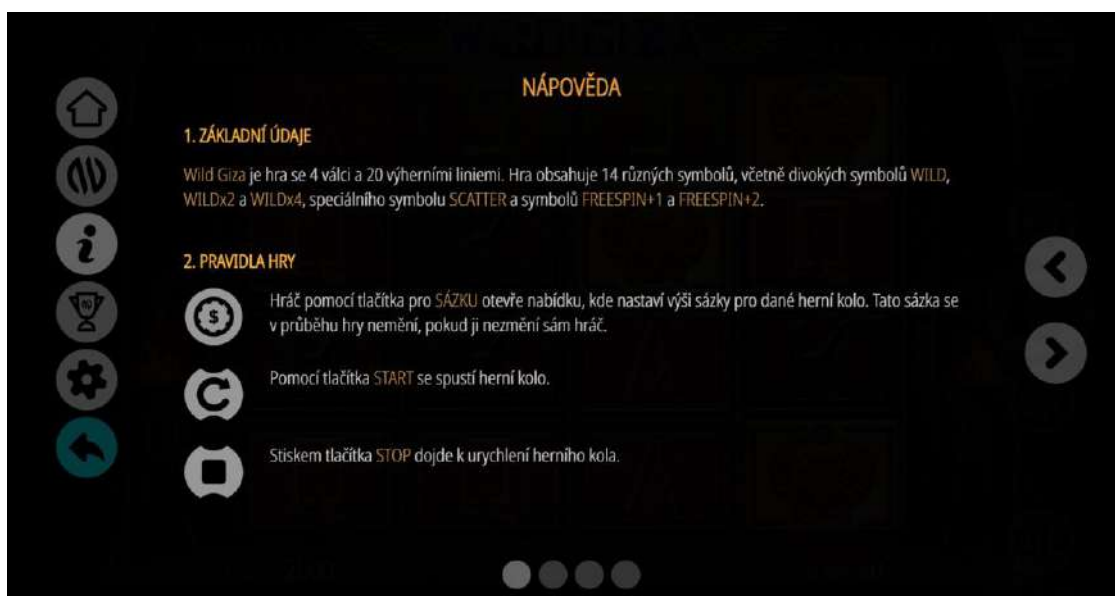 NÁPOVĚDA
1. ZÁKLADNÍ ÚDAJE
Wild Giza je hra se 4 válci a 20 výherními liniemi. Hra obsahuje 14 různých symbolů, včetně divokých symbolů WILD,
WILDx2 a WILDx4, speciálního symbolu SCATTER a symbolů FREESPIN+1 a FREESPIN+2.
2. PRAVIDLA HRY
Hráč pomocí tlačítka pro SÁZKU otevře nabídku, kde nastaví výši sázky pro dané herní kolo. Tato sázka se
v průběhu hry nemění, pokud ji nezmění sám hráč.
Pomocí tlačítka START se spustí herní kolo.
Stiskem tlačítka STOP dojde k urychlení herního kola.